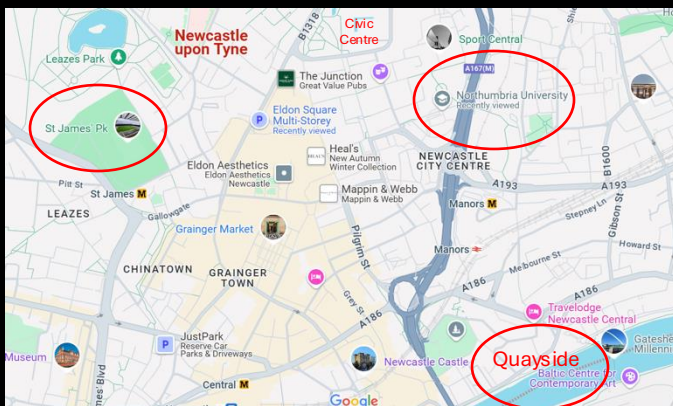 B1318
Civic
Centre
Newcastle
upon Tyne
Sport Central
Leazes Park
A167(M)
The Junction
Great Value Pubs
Northumbria University
Recently viewed
Eldon Square
Multi-Storey
Recently viewed
St James' Pk
Heal's
New Autumn
Winter Collection
NEWCASTLE
CITY CENTRE
B1600
Eldon Aesthetics
Eldon Aesthetics
Newcastle
Pitt St
St James M
A193
A193
Mappin & Webb
Mappin & Webb
Manors M
Stepney Ln
Gibson St
LEAZES
Gallowgate
Grainger Market
Pilgrim St
Howard St
Manors
Melbourne St
CHINATOWN
GRAINGER
TOWN
A186
Grey St
A186
Travelodge
Newcastle Central
JustPark
Reserve Car
Parks & Driveways
Gateshe
Millenni
Museum
Newcastle Castle
Quayside
Baltic Centre for
Contemporary Art
Central M
Google